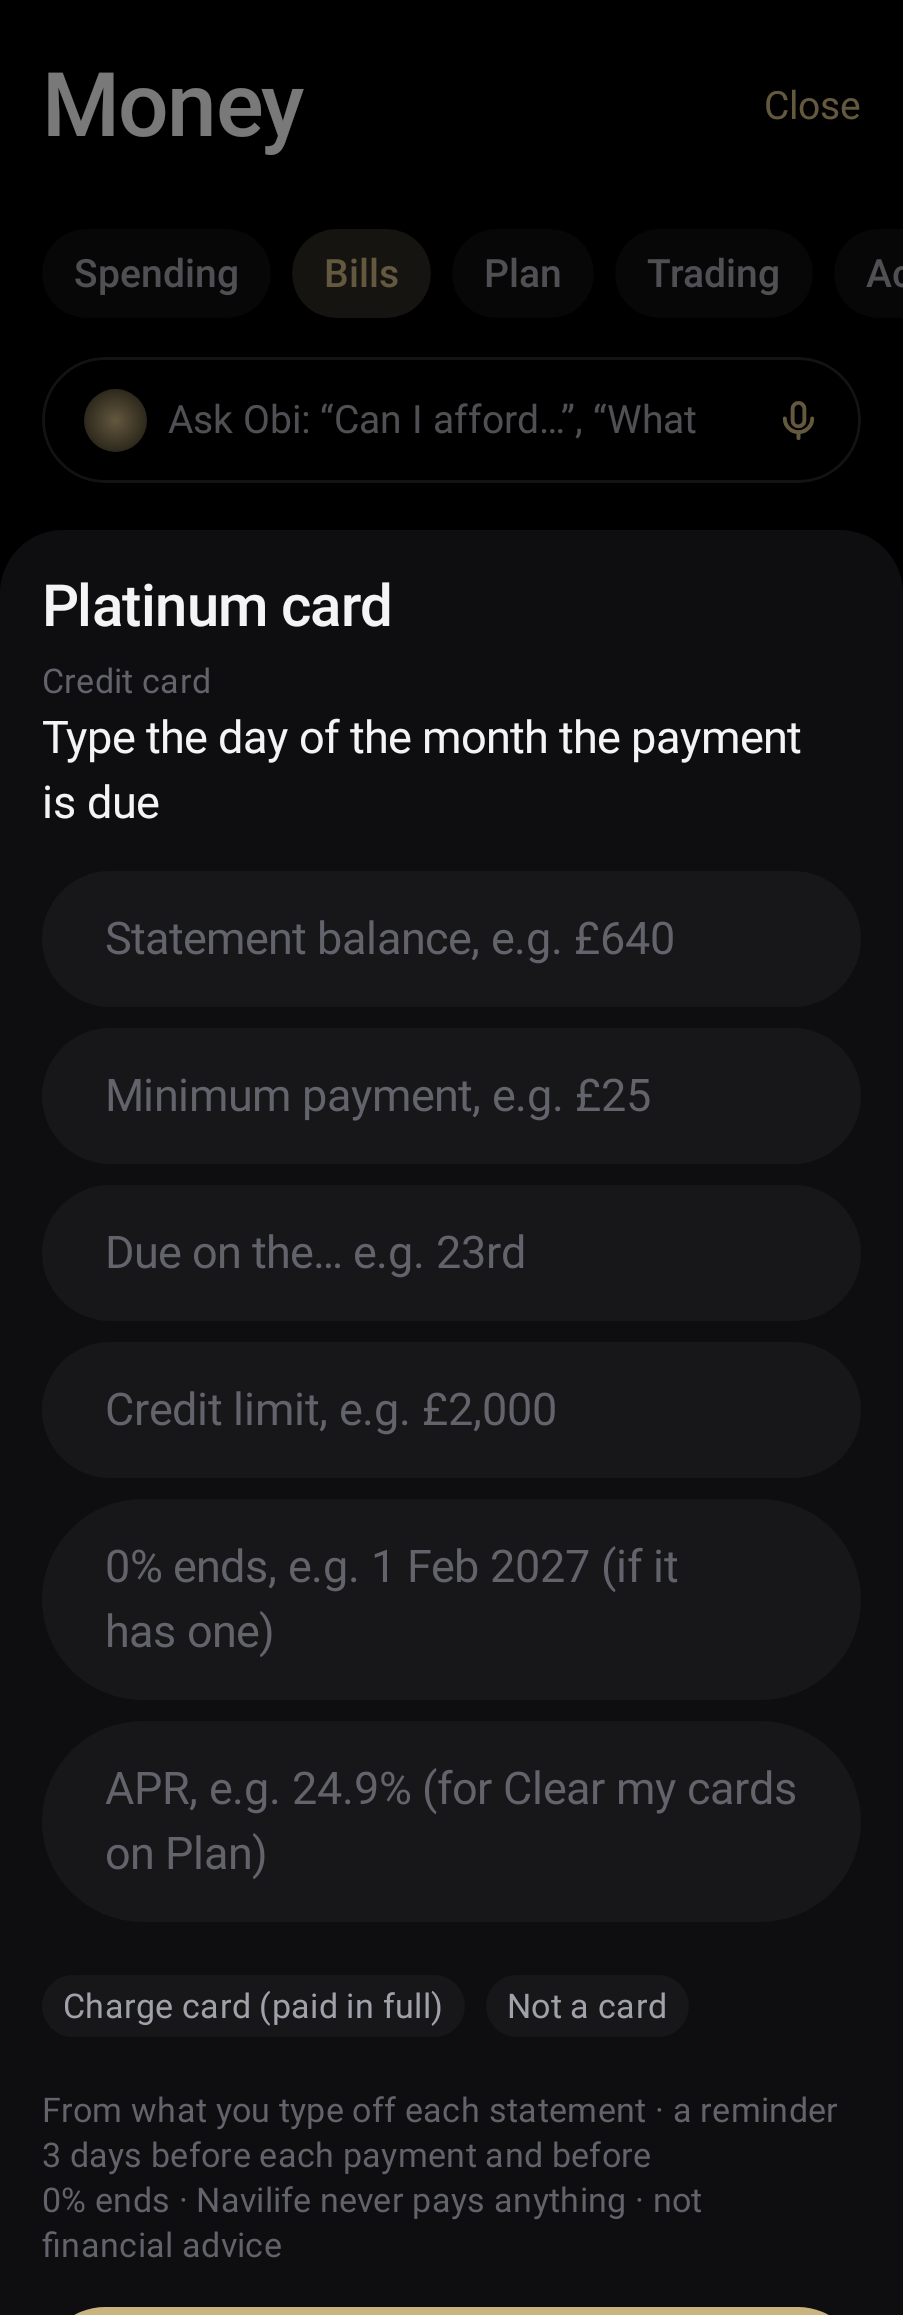 Money
Close
Spending
Bills
Plan
Trading
Ask Obi: “Can I afford…”, “What
Platinum card
Credit card
Type the day of the month the payment
is due
Statement balance, e.g. £640
Minimum payment, e.g. £25
Due on the… e.g. 23rd
Credit limit, e.g. £2,000
0% ends, e.g. 1 Feb 2027 (if it
has one)
APR, e.g. 24.9% (for Clear my cards
on Plan)
Charge card (paid in full)
Not a card
From what you type off each statement · a reminder
3 days before each payment and before
0% ends · Navilife never pays anything · not
financial advice